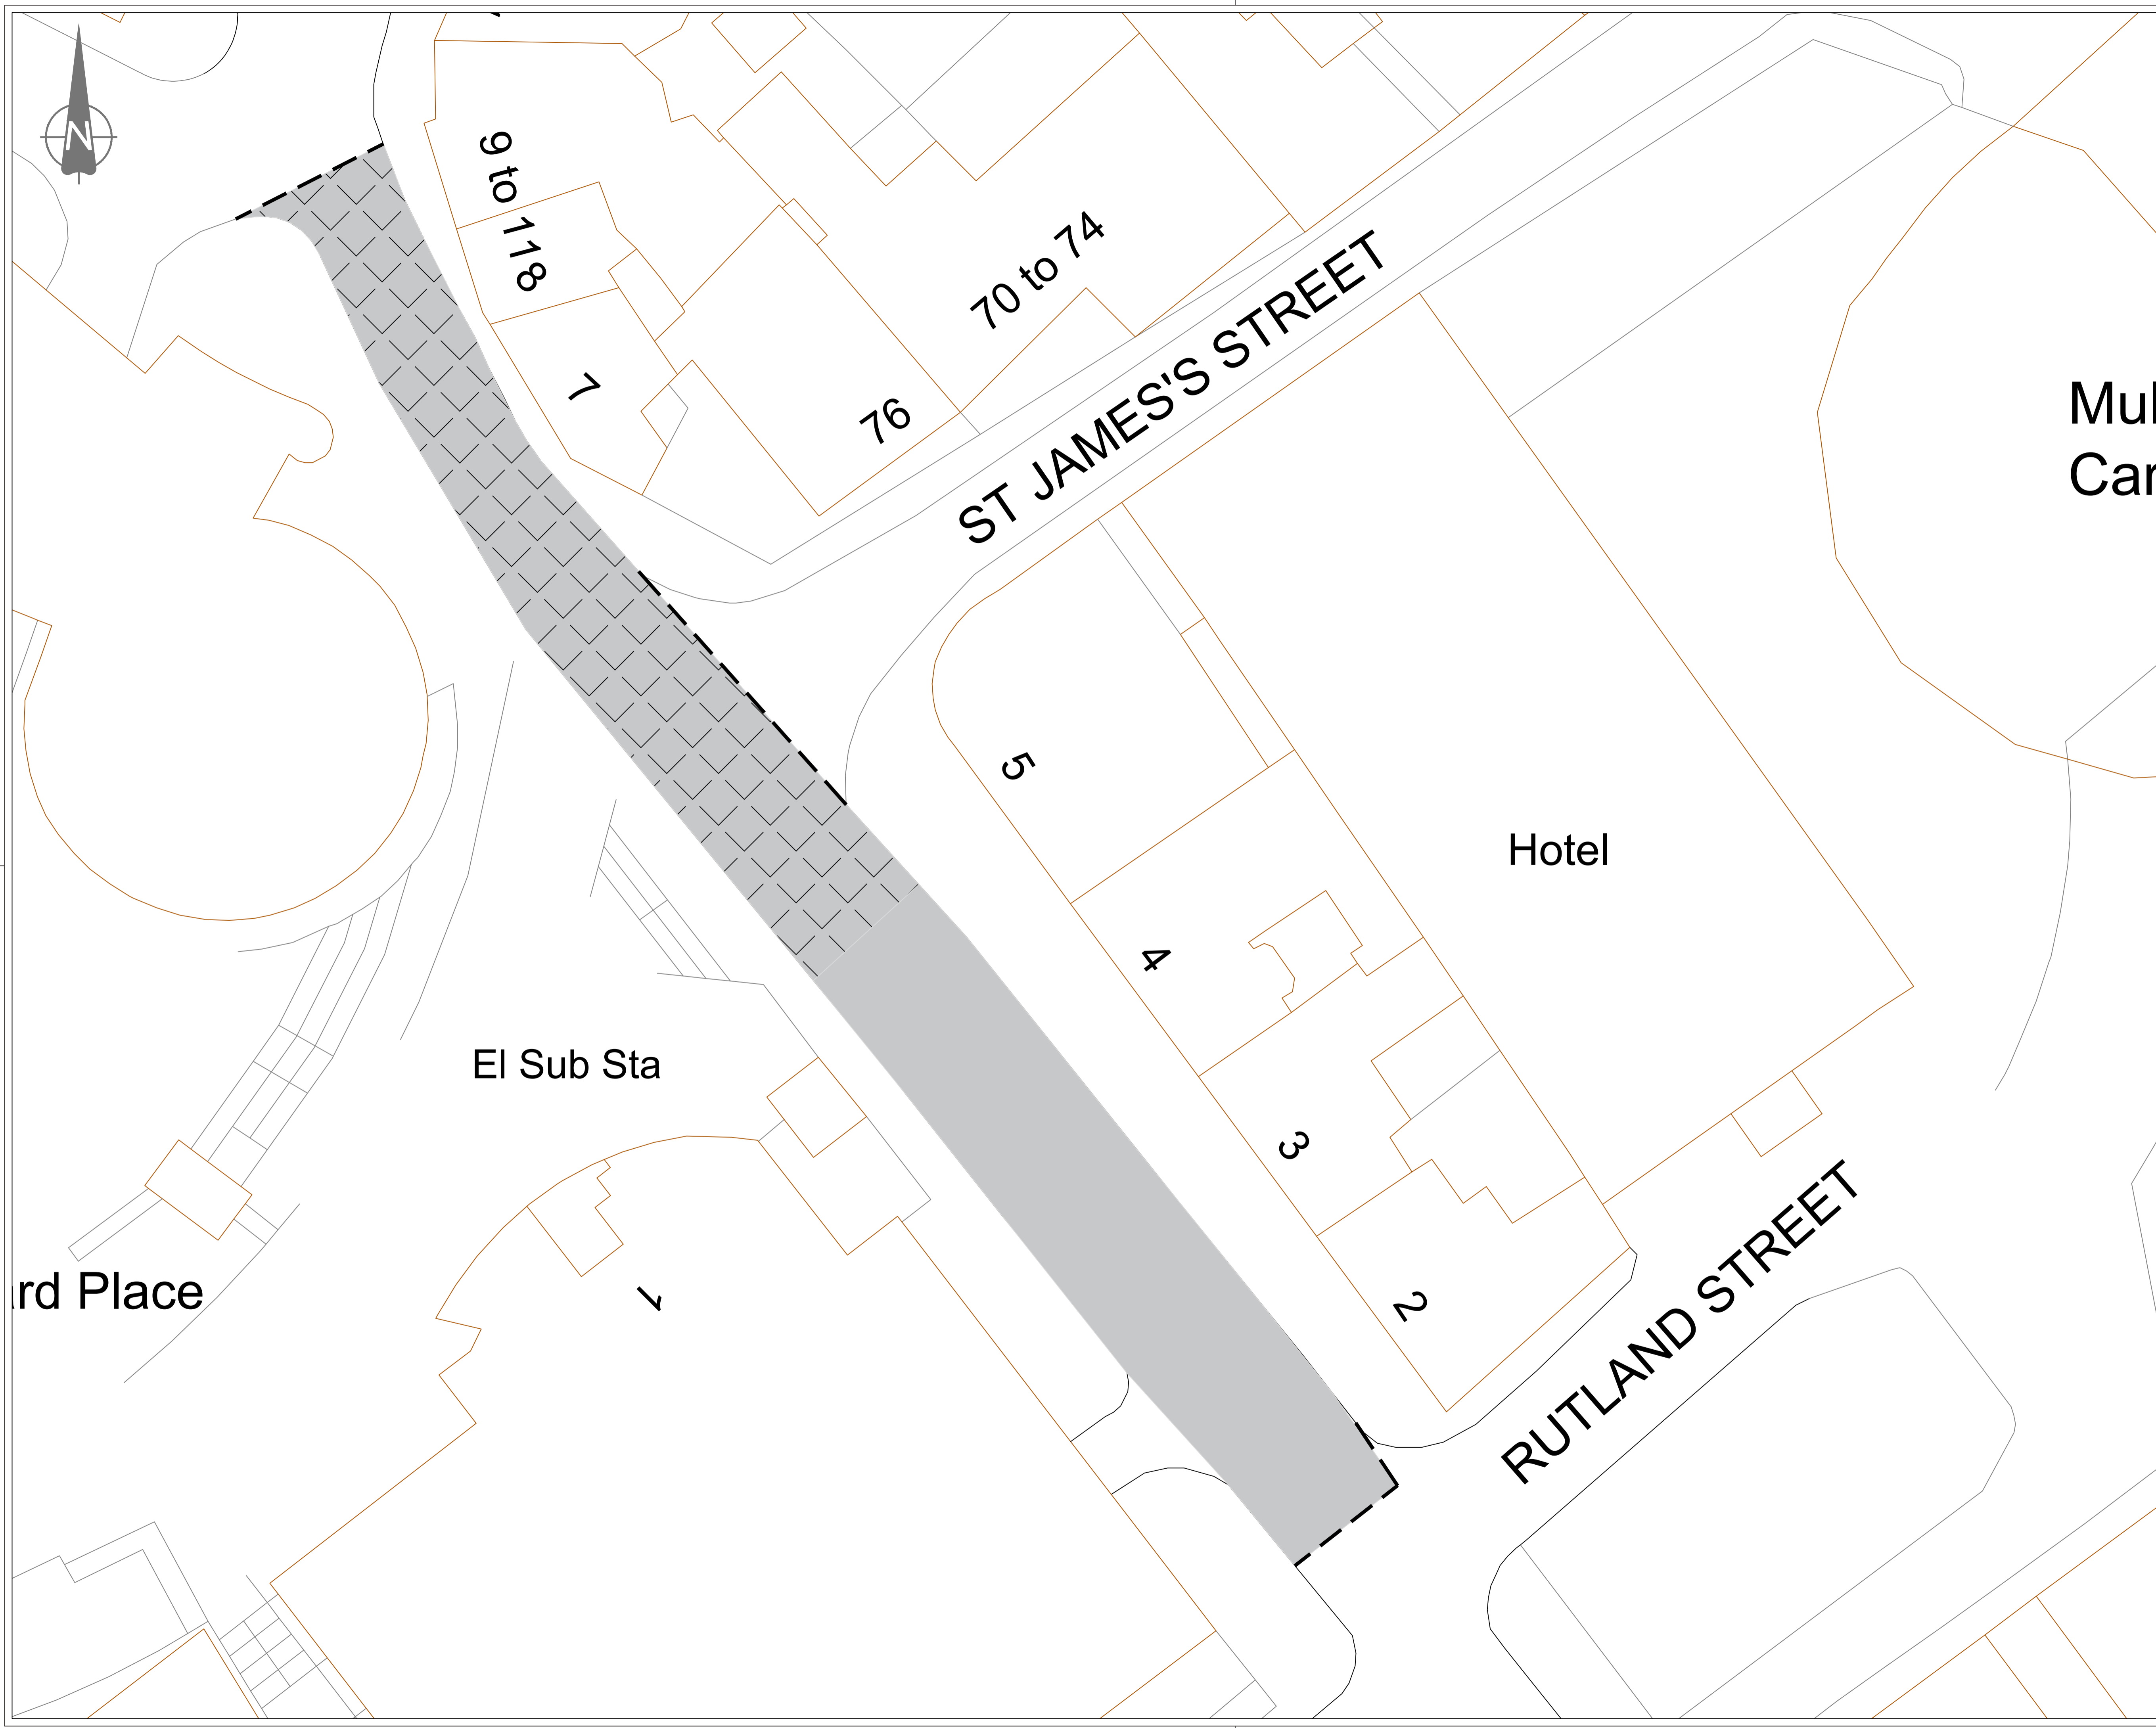 N
9 to 118
70 to 74
7
76
ST JAMES'S STREET
5
Hotel
4
El Sub Sta
3
rd Place
1
2
RUTLAND STREET